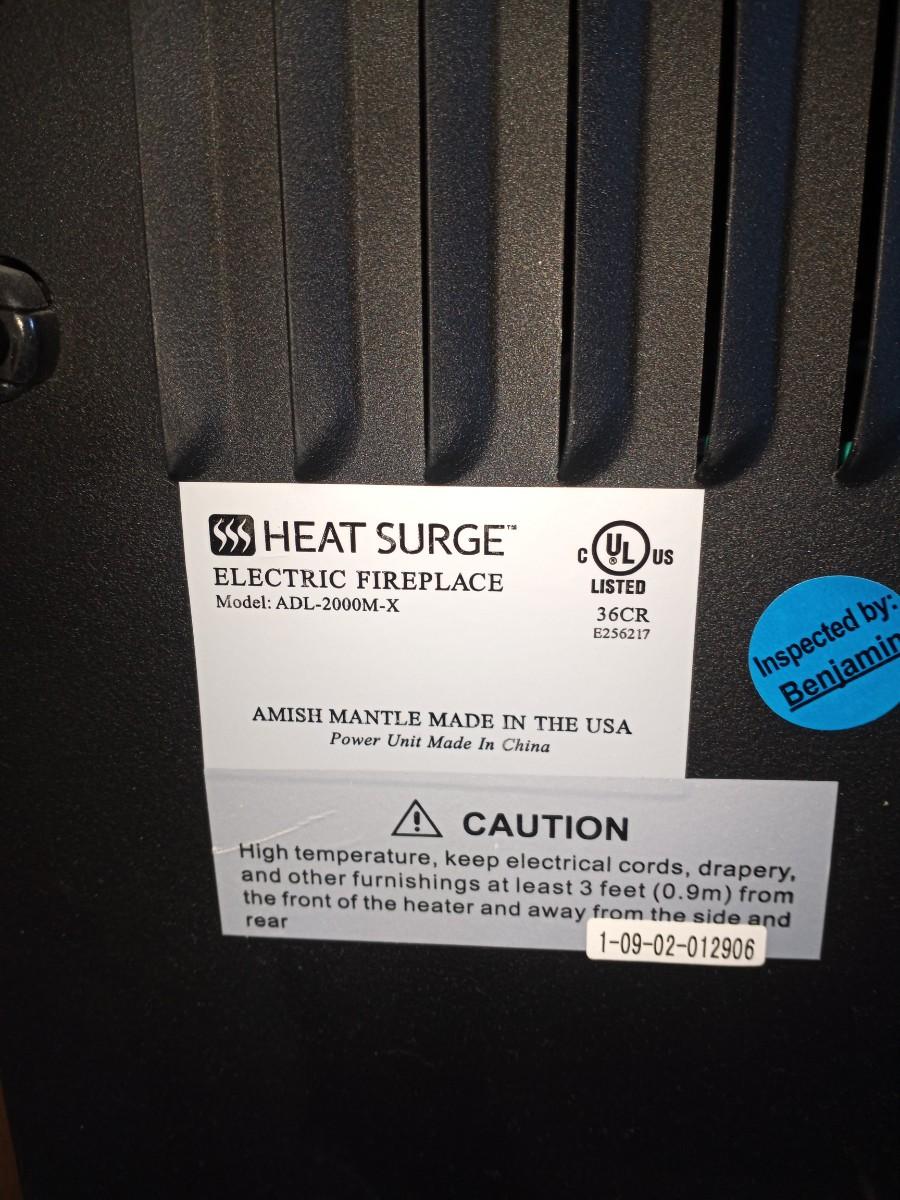 HEAT SURGE™
ELECTRIC FIREPLACE
Model: ADL-2000M-X
C UL® US
LISTED
36CR
E256217
Inspected by:
Benjamin
AMISH MANTLE MADE IN THE USA
Power Unit Made In China
CAUTION
High temperature, keep electrical cords, drapery,
and other furnishings at least 3 feet (0.9m) from
the front of the heater and away from the side and
rear
1-09-02-012906